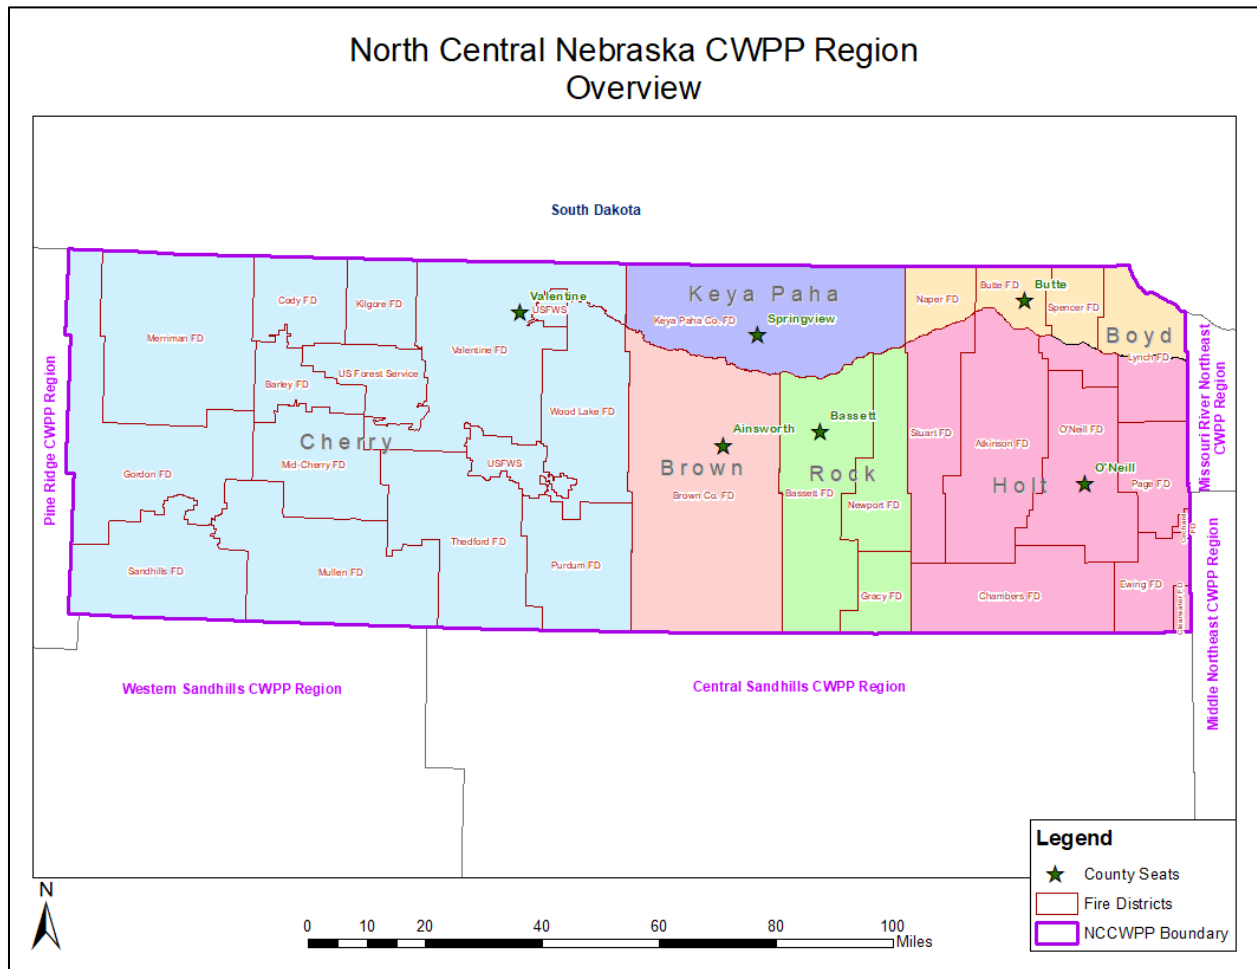 North Central Nebraska CWPP Region
Overview
South Dakota
Pine Ridge CWPP Region
Missouri River Northeast
CWPP Region
Middle Northeast CWPP Region
Western Sandhills CWPP Region
Central Sandhills CWPP Region
Cherry
Merriman FD
Cody FD
Kilgore FD
Valentine
USFWS
Valentine FD
US Forest Service
Barley FD
Wood Lake FD
Gordon FD
Mid-Cherry FD
USFWS
Sandhills FD
Mullen FD
Thedford FD
Purdum FD
Keya Paha
Keya Paha Co. FD
Springview
Ainsworth
Brown
Brown Co. FD
Bassett
Rock
Bassett FD
Newport FD
Gracy FD
Naper FD
Butte FD
Butte
Spencer FD
Boyd
Lynch FD
Stuart FD
Atkinson FD
O'Neill FD
O'Neill
Holt
Page FD
Orchard
FD
Chambers FD
Ewing FD
Clearwater FD
Legend
County Seats
Fire Districts
NCCWPP Boundary
N
0 10 20 40 60 80 100
Miles